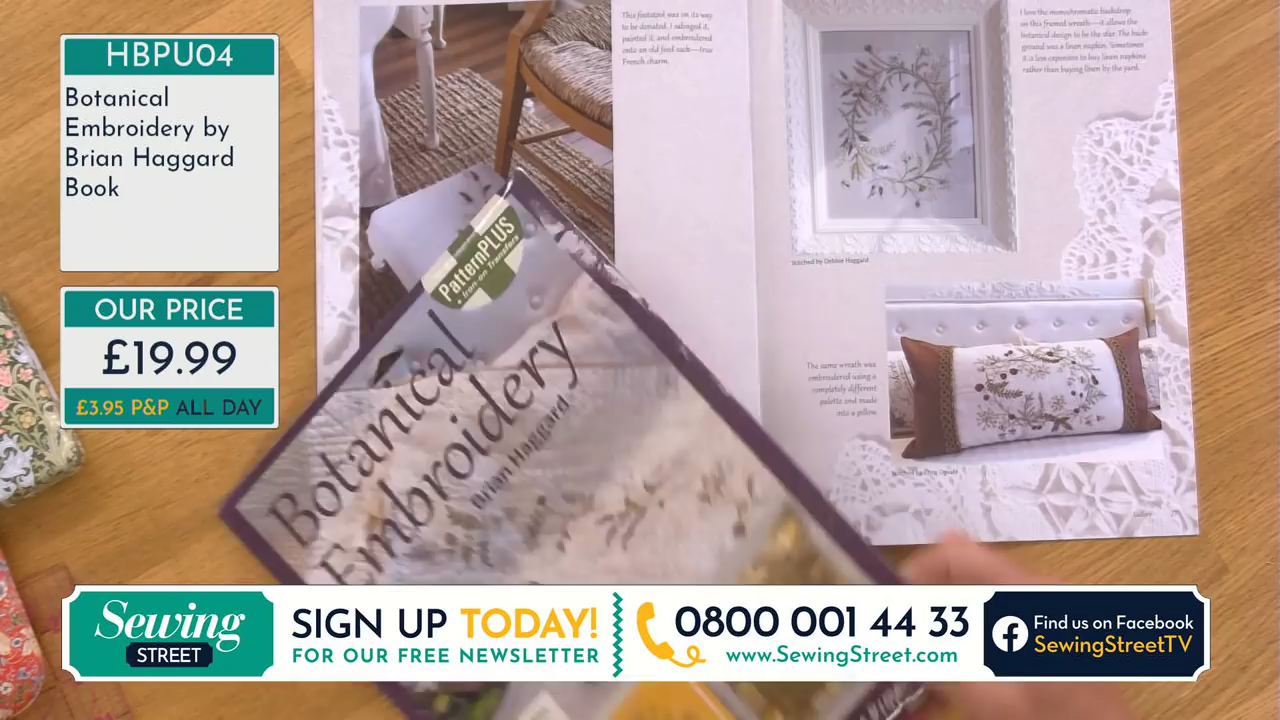 HBPU04
Botanical
Embroidery by
Brian Haggard
Book
OUR PRICE
£19.99
£3.95 P&P ALL DAY
This footstool was on its way
to be donated. I salvaged it,
painted it, and embroidered
onto an old feed sack—true
French charm.
I love the monochromatic backdrop
on this framed wreath—it allows the
botanical design to be the star. The back-
ground was a linen napkin. Sometimes
it is less expensive to buy linen napkins
rather than buying linen by the yard.
Stitched by Debbie Haggard
The same wreath was
embroidered using a
completely different
palette and made
into a pillow.
Stitched by
PatternPLUS
+ Iron-on Transfers
Botanical
Embroidery
Brian Haggard
Sewing
STREET
SIGN UP TODAY!
FOR OUR FREE NEWSLETTER
0800 001 44 33
www.SewingStreet.com
Find us on Facebook
SewingStreetTV